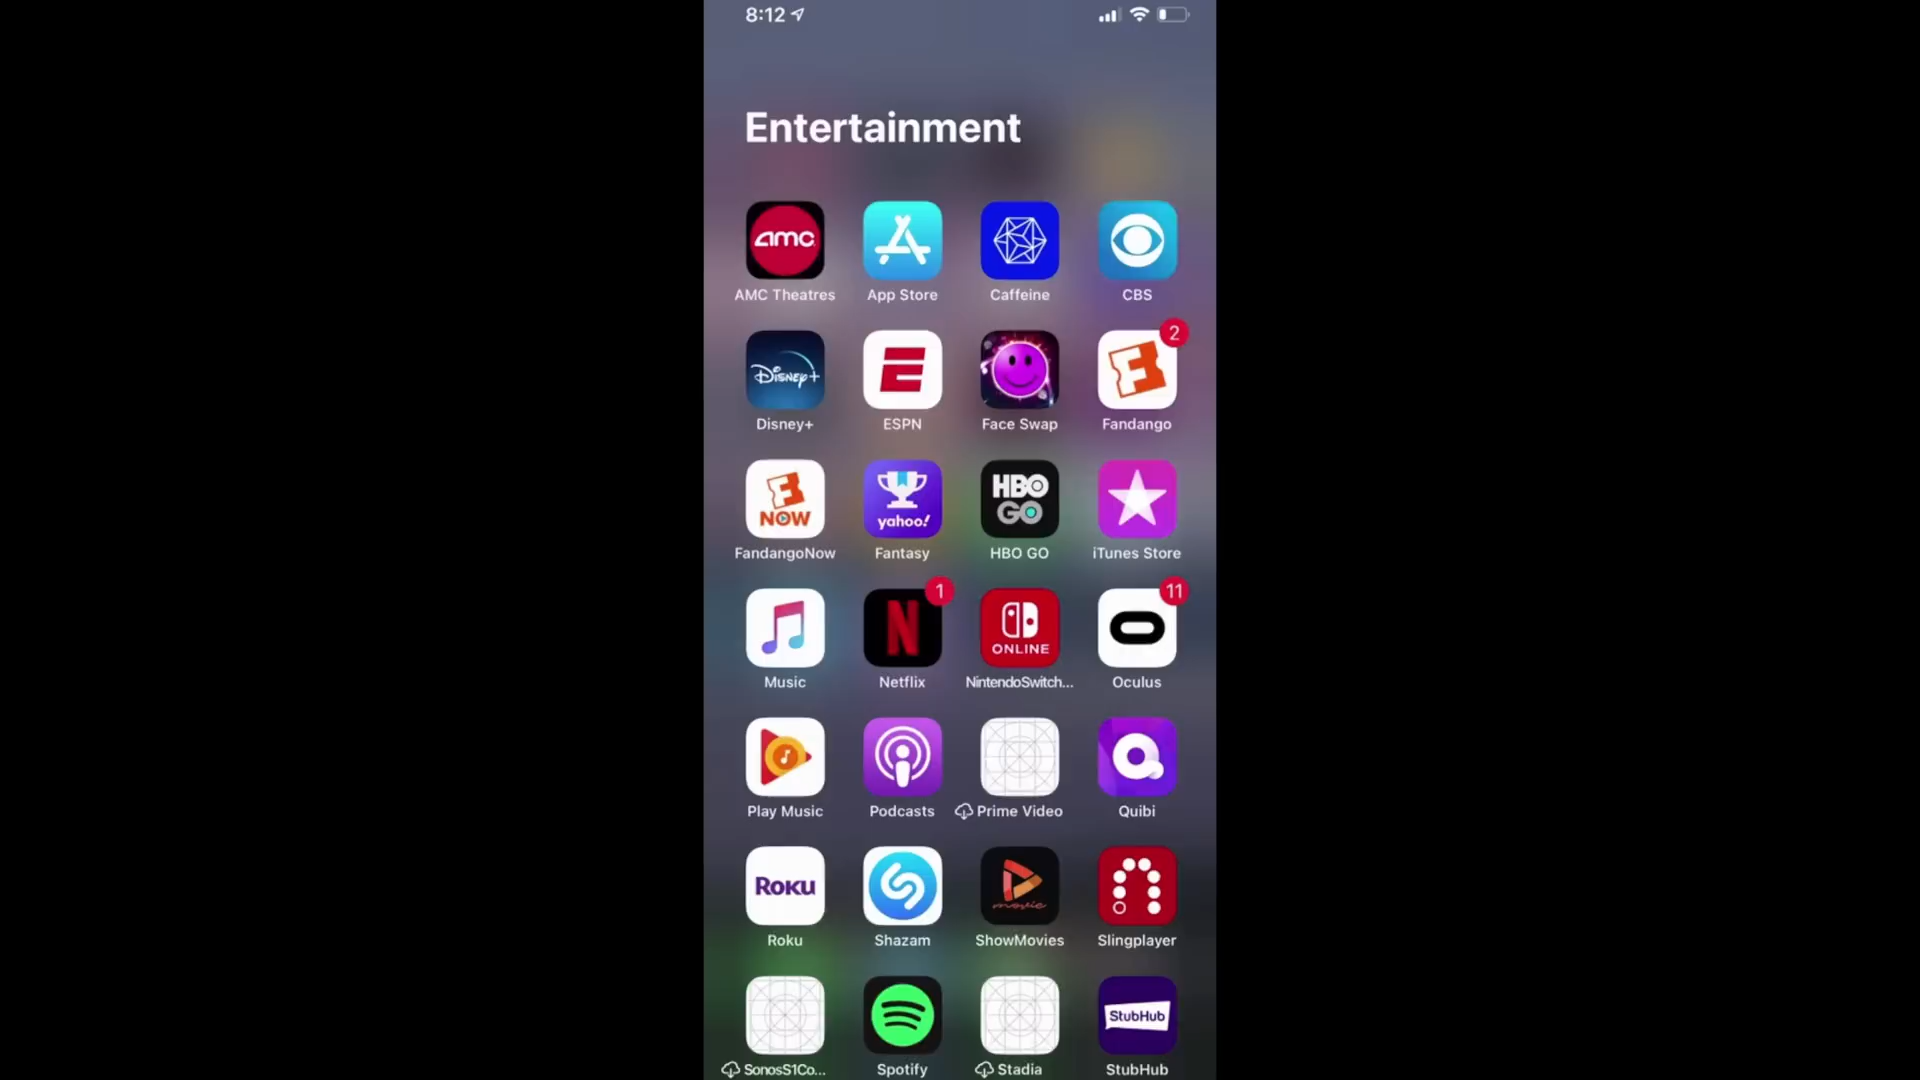 8:12
Entertainment
amc
AMC Theatres
App Store
Caffeine
CBS
Disney+
2
Disney+
ESPN
Face Swap
Fandango
NOW
yahoo!
HBO
GO
FandangoNow
Fantasy
HBO GO
iTunes Store
1
11
N
ONLINE
Music
Netflix
NintendoSwitch...
Oculus
Play Music
Podcasts
Prime Video
Quibi
ROKU
movie
Roku
Shazam
ShowMovies
Slingplayer
StubHub
SonosS1Co...
Spotify
Stadia
StubHub